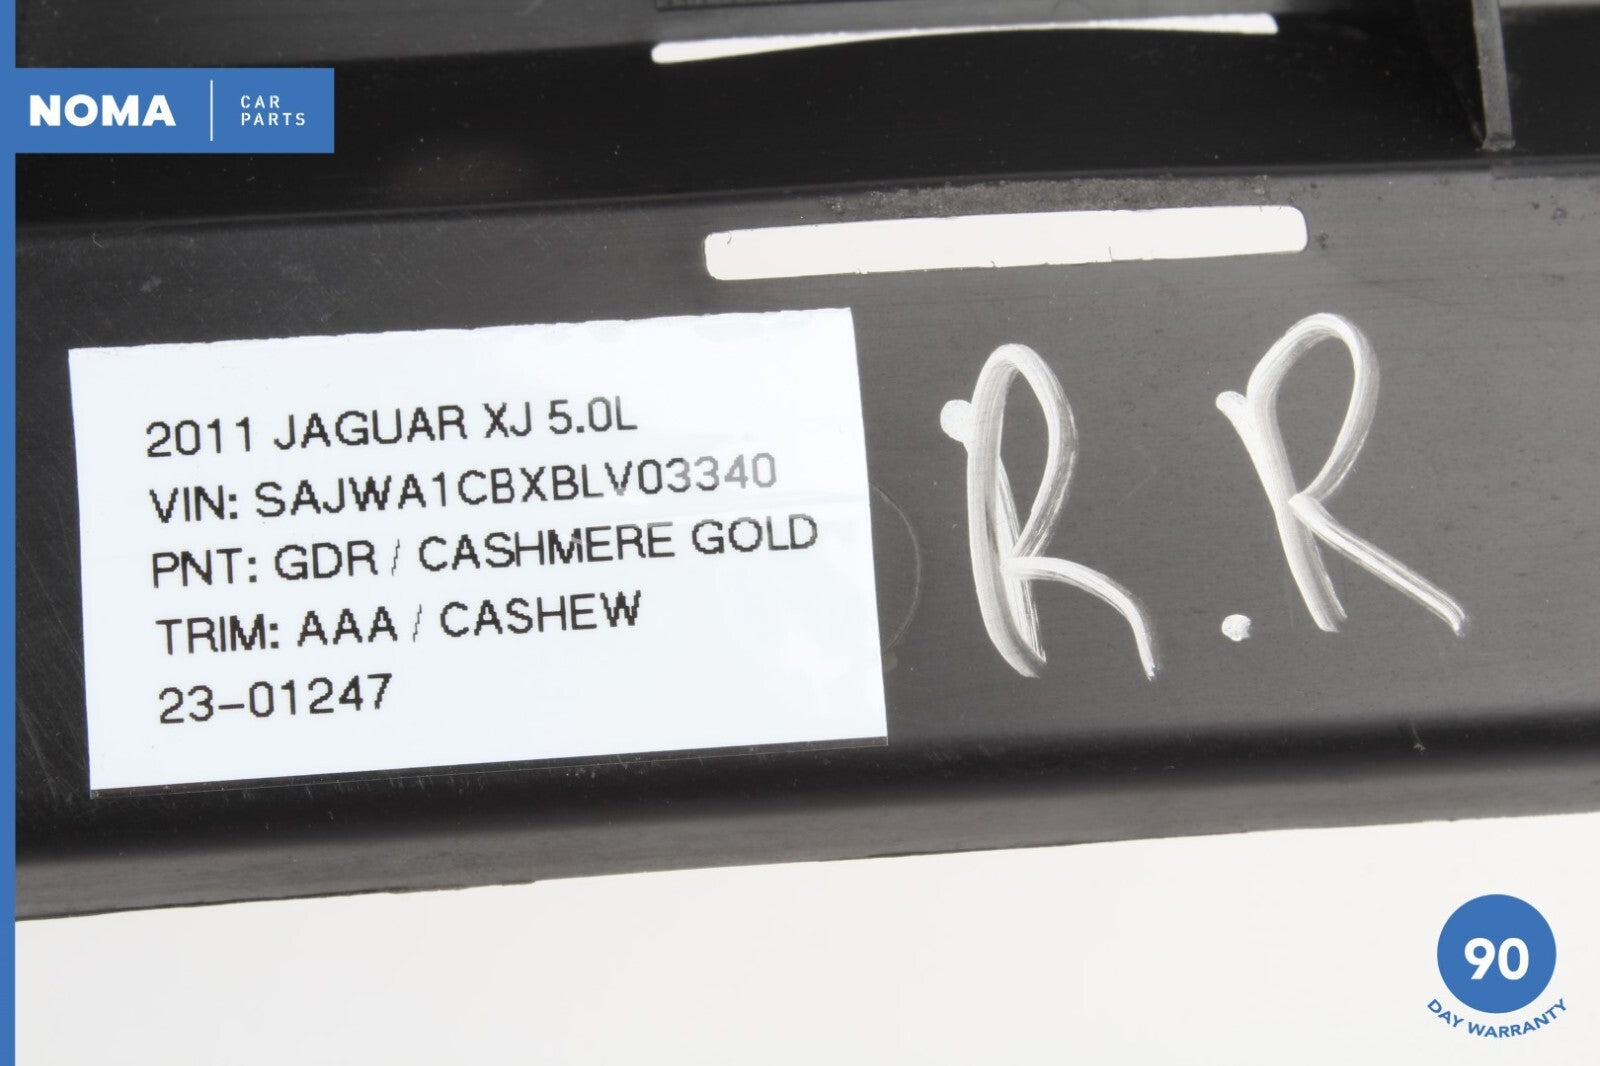 NOMA
CAR
PARTS
2011 JAGUAR XJ 5.0L
VIN: SAJWA1CBXBLV03340
PNT: GDR / CASHMERE GOLD
TRIM: AAA / CASHEW
23-01247
R.R
90
DAY WARRANTY